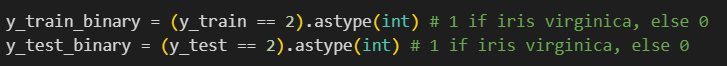 y_train_binary = (y_train == 2).astype(int) # 1 if iris virginica, else 0
y_test_binary = (y_test == 2).astype(int) # 1 if iris virginica, else 0